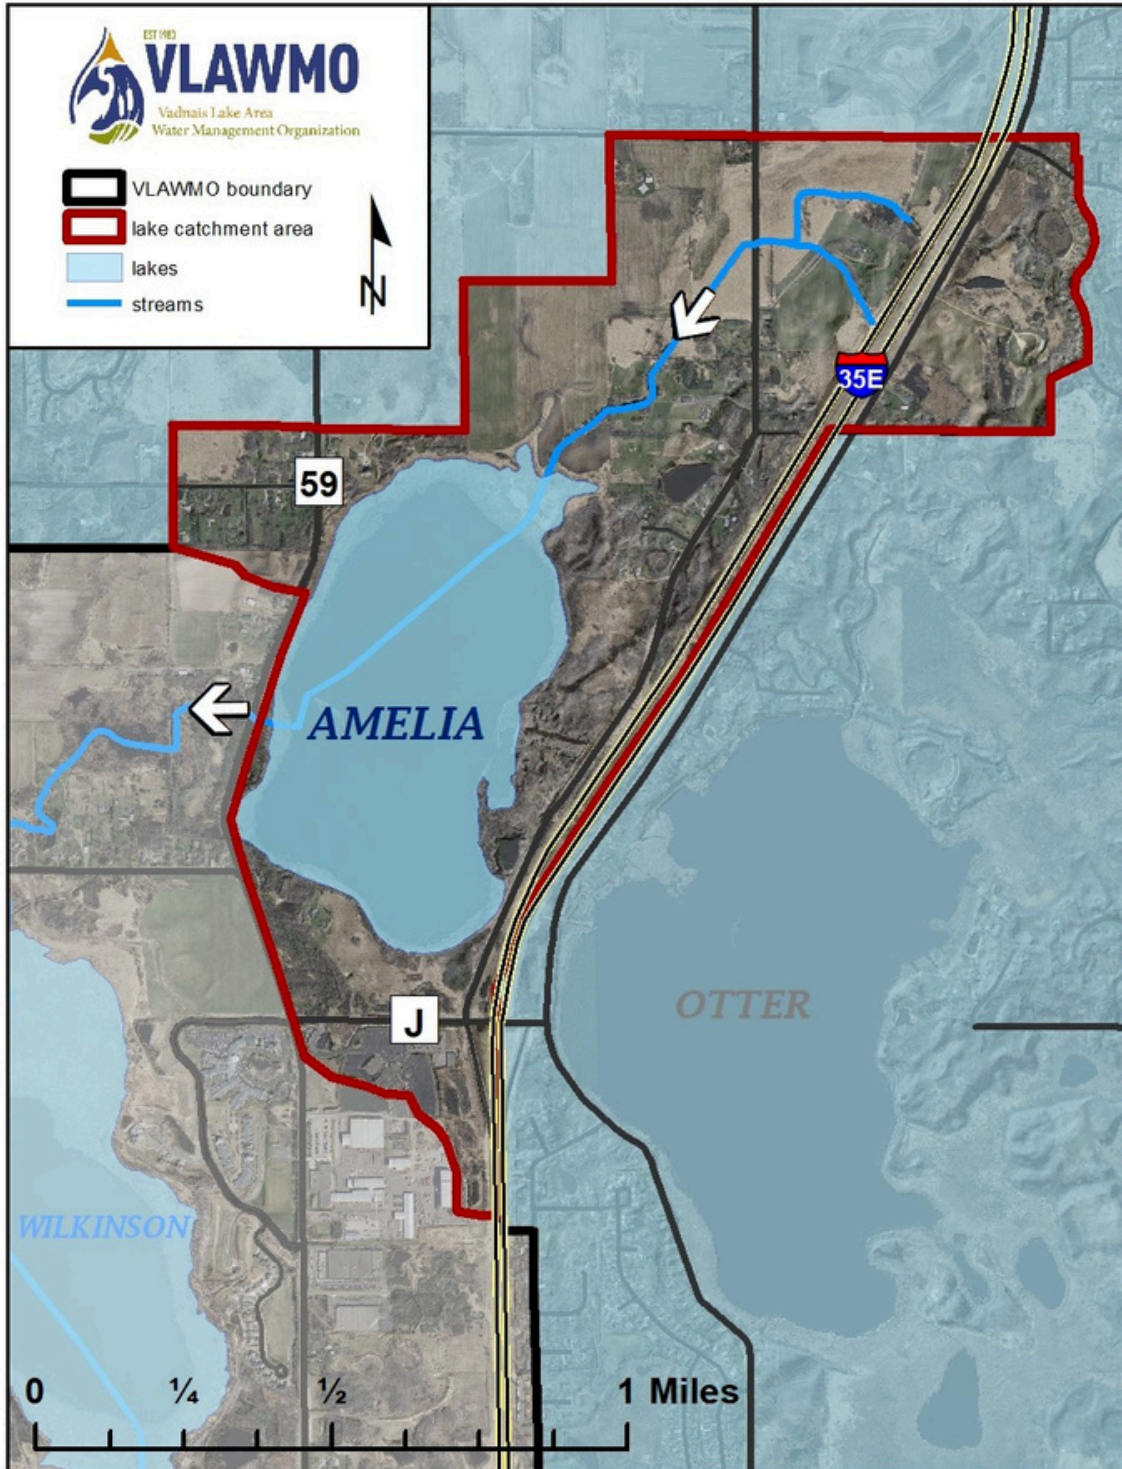 EST 1983
VLAWMO
Vadnais Lake Area
Water Management Organization
VLAWMO boundary
lake catchment area
lakes
streams
N
35E
59
AMELIA
OTTER
J
WILKINSON
0 ¼ ½ 1 Miles